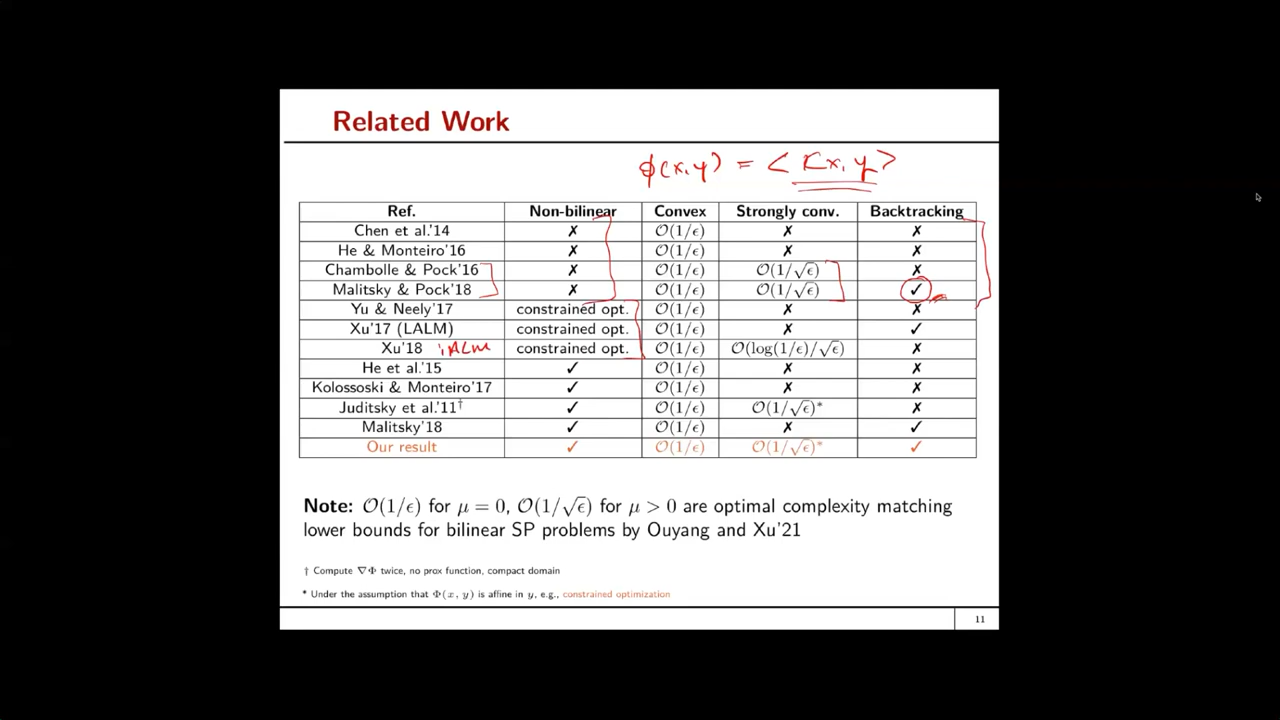 Related Work
ϕ(x,y) = < Kx, y >
Ref. Non-bilinear Convex Strongly conv. Backtracking
Chen et al.'14 ✗ O(1/ϵ) ✗ ✗
He & Monteiro'16 ✗ O(1/ϵ) ✗ ✗
Chambolle & Pock'16 ✗ O(1/ϵ) O(1/√ϵ) ✗
Malitsky & Pock'18 ✗ O(1/ϵ) O(1/√ϵ) ✓
Yu & Neely'17 constrained opt. O(1/ϵ) ✗ ✗
Xu'17 (LALM) constrained opt. O(1/ϵ) ✗ ✓
Xu'18 iALM constrained opt. O(1/ϵ) O(log(1/ϵ)/√ϵ) ✗
He et al.'15 ✓ O(1/ϵ) ✗ ✗
Kolossoski & Monteiro'17 ✓ O(1/ϵ) ✗ ✗
Juditsky et al.'11† ✓ O(1/ϵ) O(1/√ϵ)* ✗
Malitsky'18 ✓ O(1/ϵ) ✗ ✓
Our result ✓ O(1/ϵ) O(1/√ϵ)* ✓
Note: O(1/ϵ) for μ = 0, O(1/√ϵ) for μ > 0 are optimal complexity matching
lower bounds for bilinear SP problems by Ouyang and Xu'21
† Compute ∇Φ twice, no prox function, compact domain
* Under the assumption that Φ(x, y) is affine in y, e.g., constrained optimization
11